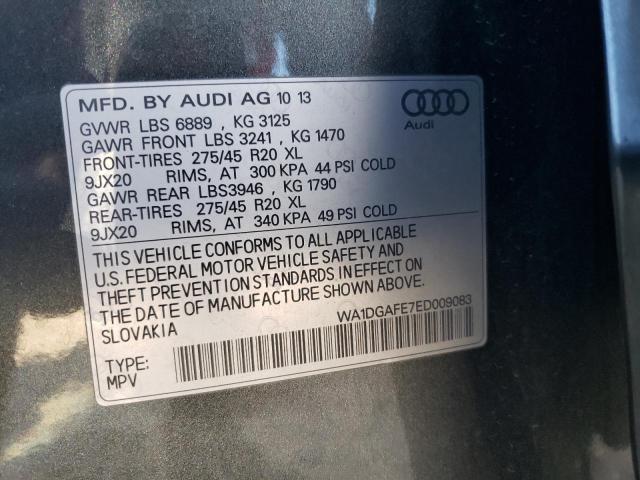 MFD. BY AUDI AG 10 13
Audi
GVWR LBS 6889 , KG 3125
GAWR FRONT LBS 3241 , KG 1470
FRONT-TIRES 275/45 R20 XL
9JX20 RIMS, AT 300 KPA 44 PSI COLD
GAWR REAR LBS3946 , KG 1790
REAR-TIRES 275/45 R20 XL
9JX20 RIMS, AT 340 KPA 49 PSI COLD
THIS VEHICLE CONFORMS TO ALL APPLICABLE
U.S. FEDERAL MOTOR VEHICLE SAFETY AND
THEFT PREVENTION STANDARDS IN EFFECT ON
THE DATE OF MANUFACTURE SHOWN ABOVE.
SLOVAKIA
WA1DGAFE7ED009083
TYPE:
MPV